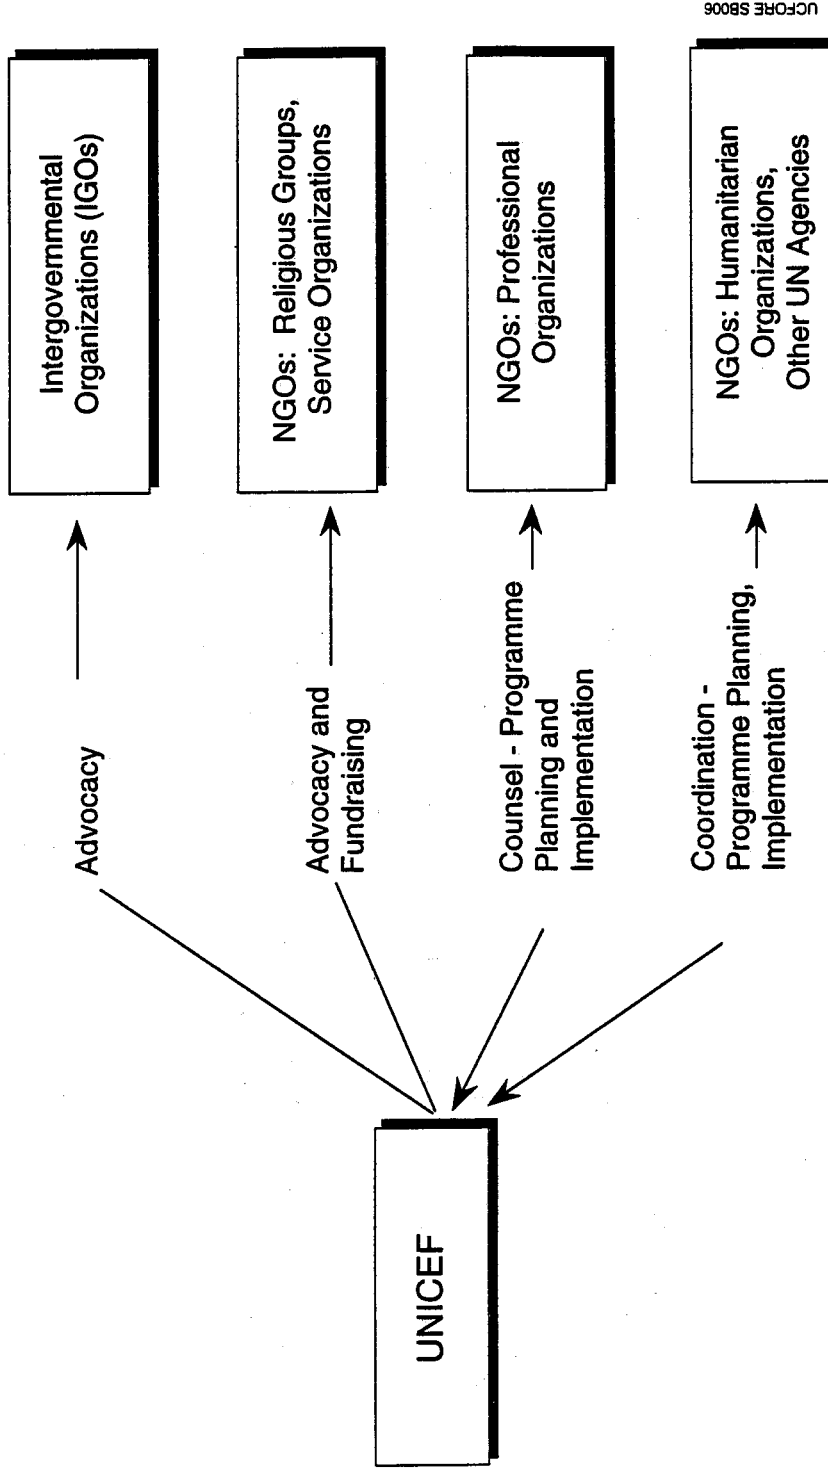 UNICEF
Advocacy
Intergovernmental
Organizations (IGOs)
Advocacy and
Fundraising
NGOs: Religious Groups,
Service Organizations
Counsel - Programme
Planning and
Implementation
NGOs: Professional
Organizations
Coordination -
Programme Planning,
Implementation
NGOs: Humanitarian
Organizations,
Other UN Agencies
UCFORE SB006